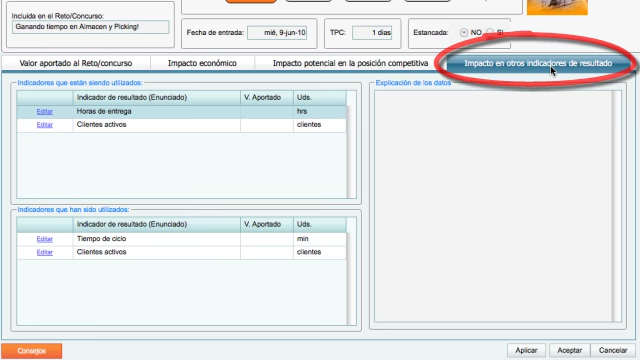 Incluida en el Reto/Concurso:
Ganando tiempo en Almacen y Picking!
Fecha de entrada: mié, 9-jun-10
TPC: 1 dias
Estancada: NO SI
Valor aportado al Reto/concurso
Impacto económico
Impacto potencial en la posición competitiva
Impacto en otros indicadores de resultado
Indicadores que están siendo utilizados:
Indicador de resultado (Enunciado) V. Aportado Uds.
Editar Horas de entrega hrs
Editar Clientes activos clientes
Explicación de los datos
Indicadores que han sido utilizados:
Indicador de resultado (Enunciado) V. Aportado Uds.
Editar Tiempo de ciclo min
Editar Clientes activos clientes
Consejos
Aplicar Aceptar Cancelar